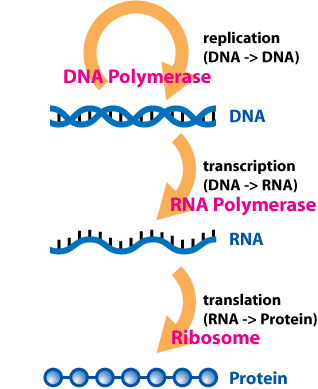 replication
(DNA -> DNA)
DNA Polymerase
DNA
transcription
(DNA -> RNA)
RNA Polymerase
RNA
translation
(RNA -> Protein)
Ribosome
Protein